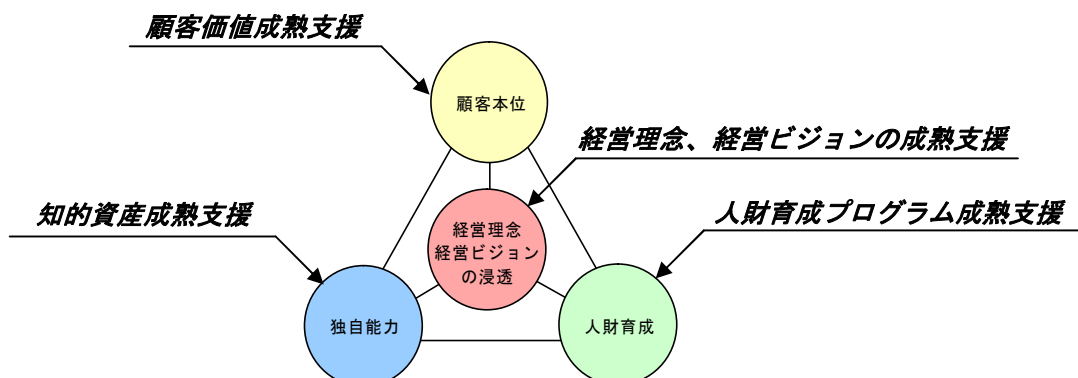 顧客価値成熟支援
顧客本位
経営理念、経営ビジョンの成熟支援
知的資産成熟支援
人財育成プログラム成熟支援
経営理念
経営ビジョン
の浸透
独自能力
人財育成